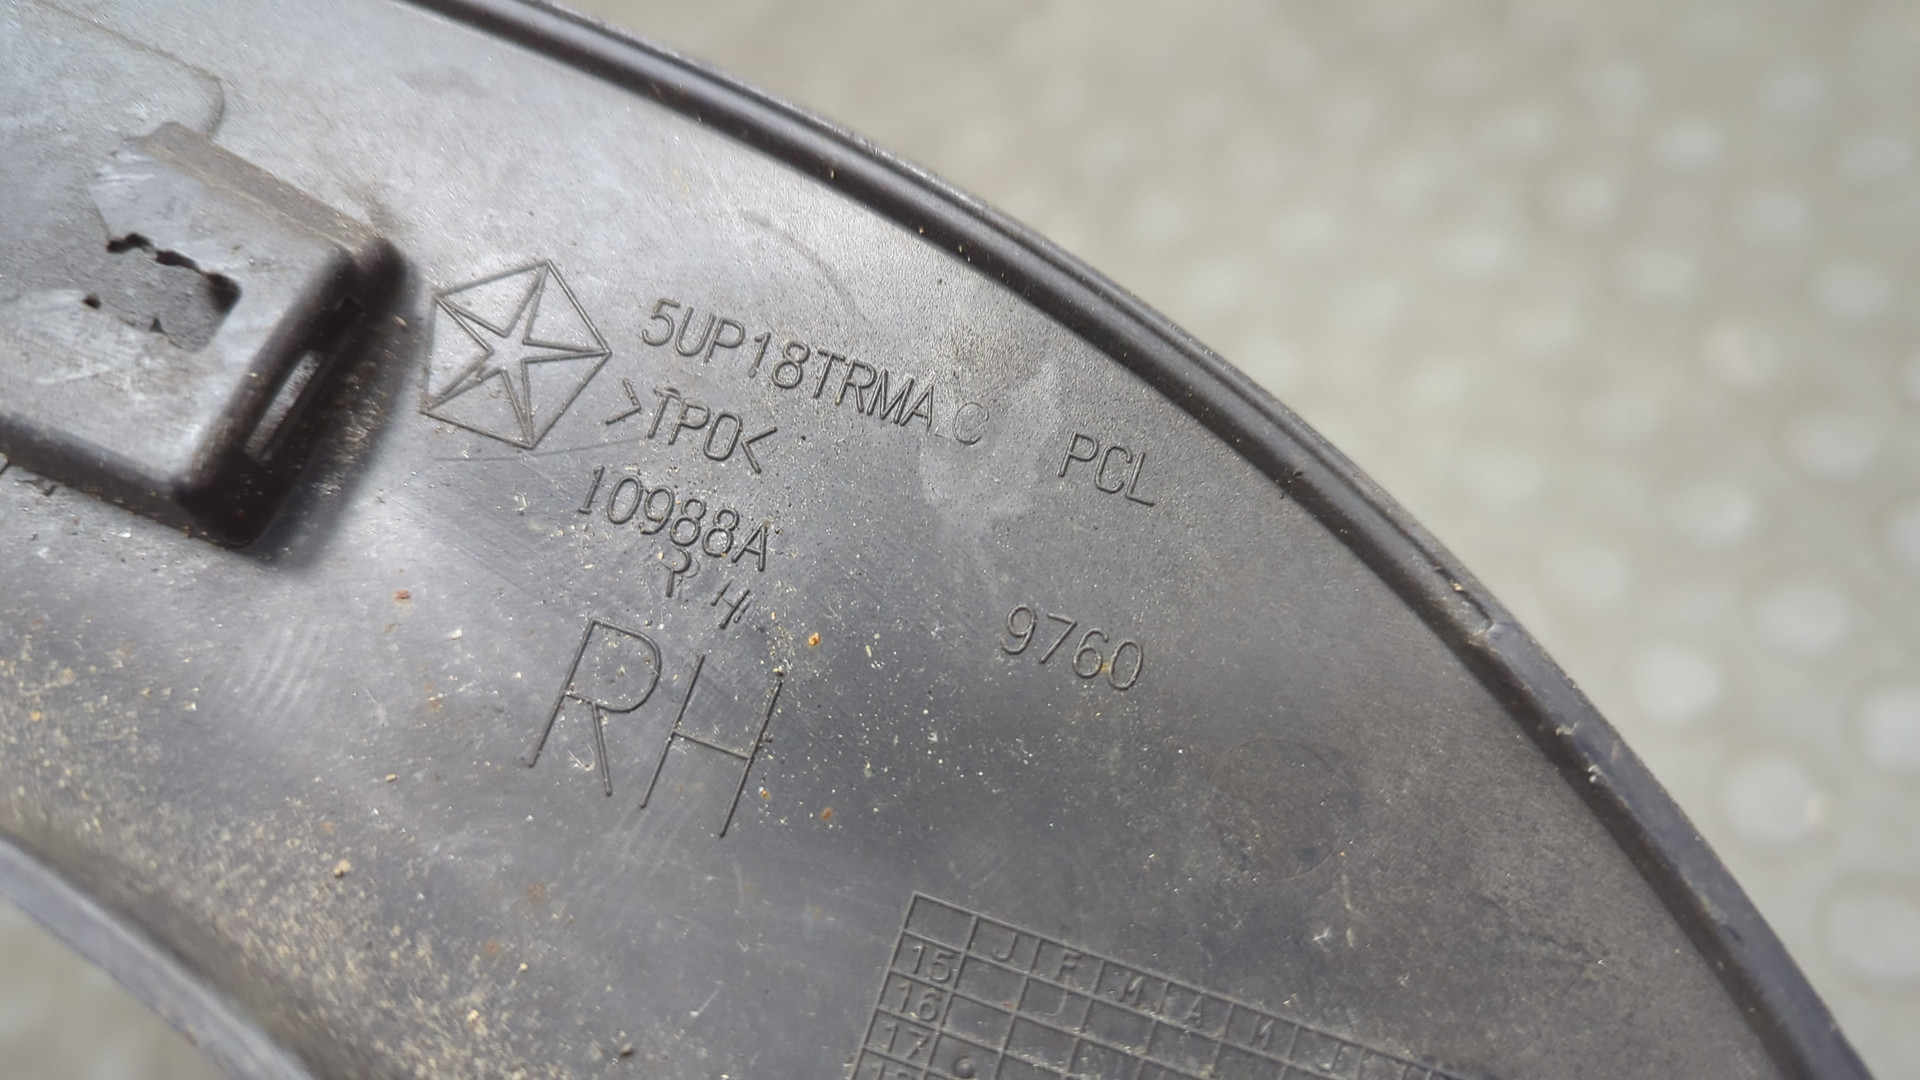 5UP18TRMA C PCL
>TPO<
10988A
R H
9760
RH
J F M A M J
15
16
17